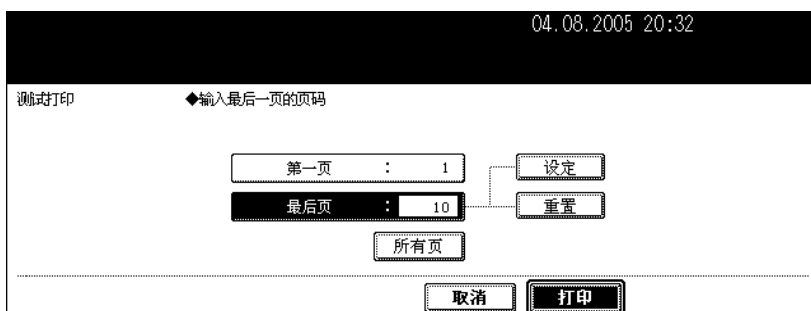 04.08.2005 20:32
测试打印 ◆输入最后一页的页码
第一页 : 1 设定
最后页 : 10 重置
所有页
取消 打印